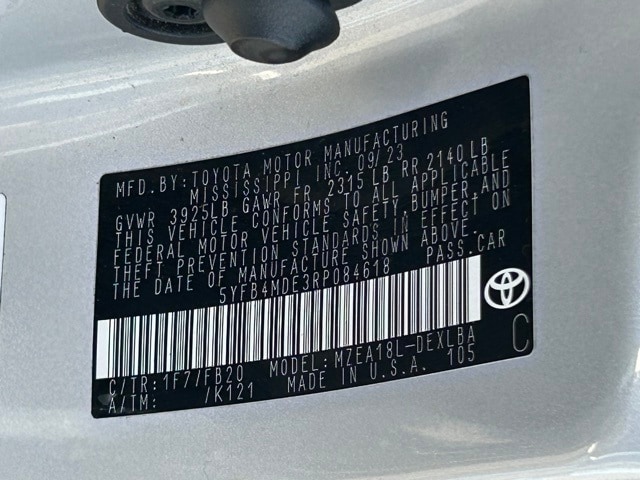 MFD. BY: TOYOTA MOTOR MANUFACTURING
MISSISSIPPI INC. 09/23
GVWR 3925LB GAWR FR 2315 LB RR 2140LB
THIS VEHICLE CONFORMS TO ALL APPLICABLE
FEDERAL MOTOR VEHICLE SAFETY, BUMPER, AND
THEFT PREVENTION STANDARDS IN EFFECT ON
THE DATE OF MANUFACTURE SHOWN ABOVE.
5YFB4MDE3RP084618 PASS. CAR
C/TR: 1F7/FB20 MODEL: MZEA18L-DEXLBA
A/TM: /K121 MADE IN U.S.A. 105
C